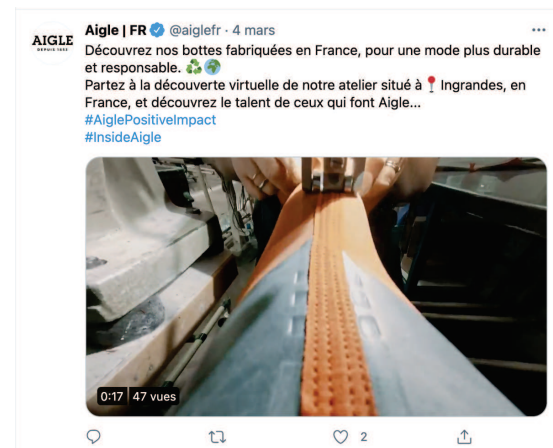 Aigle | FR @aiglefr · 4 mars
AIGLE
DEPUIS 1853
Découvrez nos bottes fabriquées en France, pour une mode plus durable
et responsable. ♻️🌍
Partez à la découverte virtuelle de notre atelier situé à 📍 Ingrandes, en
France, et découvrez le talent de ceux qui font Aigle...
#AiglePositiveImpact
#InsideAigle
0:17 47 vues
2